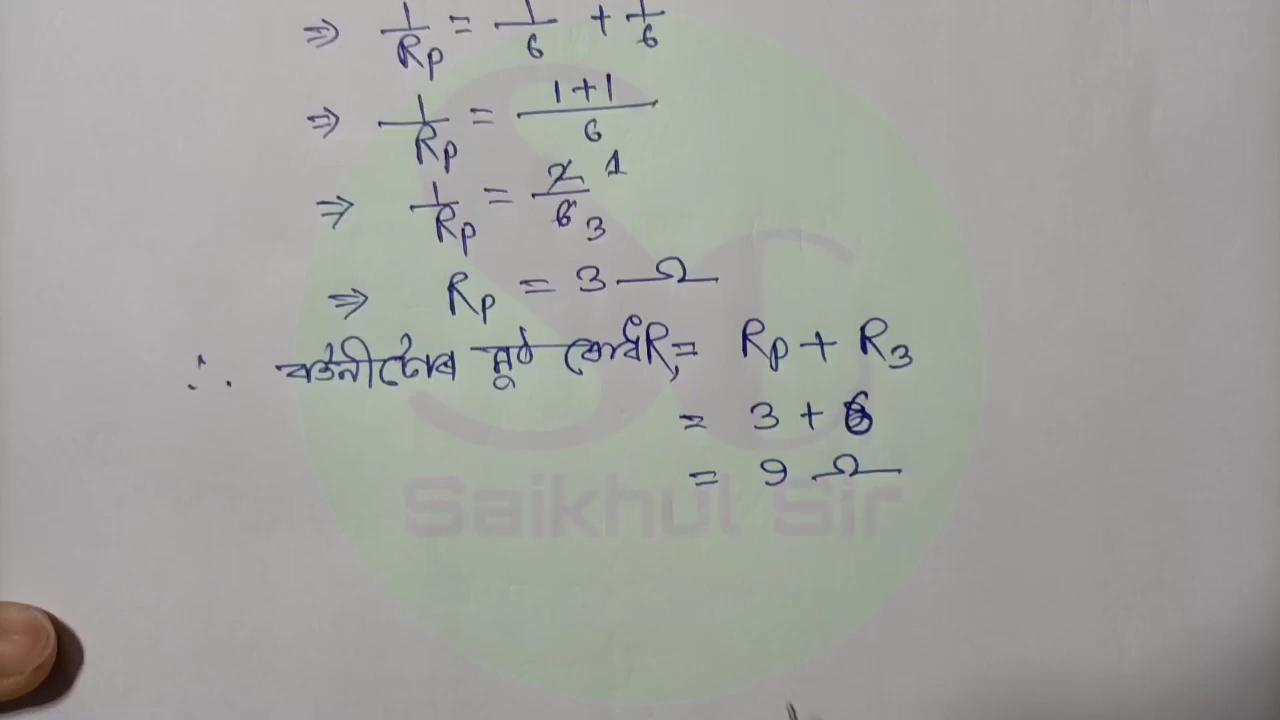 ⇒ 1/Rp = 1/6 + 1/6
⇒ 1/Rp = 1+1/6
⇒ 1/Rp = 2/6 1 3
⇒ Rp = 3 Ω
∴ বৰ্তনীটোৰ মুঠ ৰোধ R, = Rp + R3
= 3 + 6
= 9 Ω
Saikhul Sir